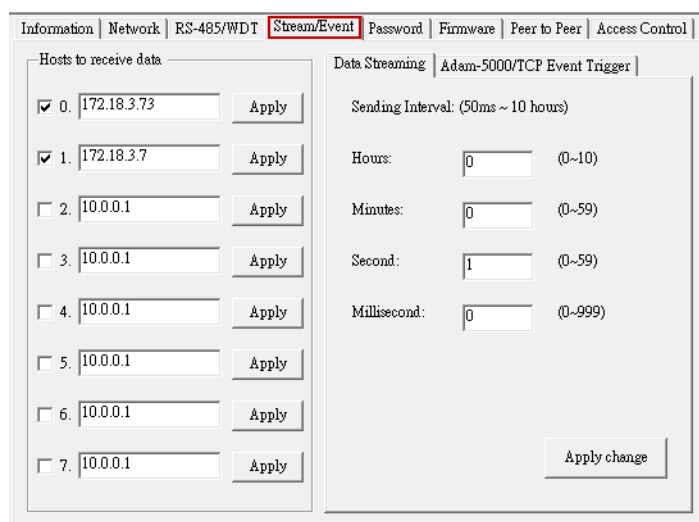 Information Network RS-485/WDT Stream/Event Password Firmware Peer to Peer Access Control
Hosts to receive data
0. 172.18.3.73 Apply
1. 172.18.3.7 Apply
2. 10.0.0.1 Apply
3. 10.0.0.1 Apply
4. 10.0.0.1 Apply
5. 10.0.0.1 Apply
6. 10.0.0.1 Apply
7. 10.0.0.1 Apply
Data Streaming Adam-5000/TCP Event Trigger
Sending Interval: (50ms ~ 10 hours)
Hours: 0 (0~10)
Minutes: 0 (0~59)
Second: 1 (0~59)
Millisecond: 0 (0~999)
Apply change